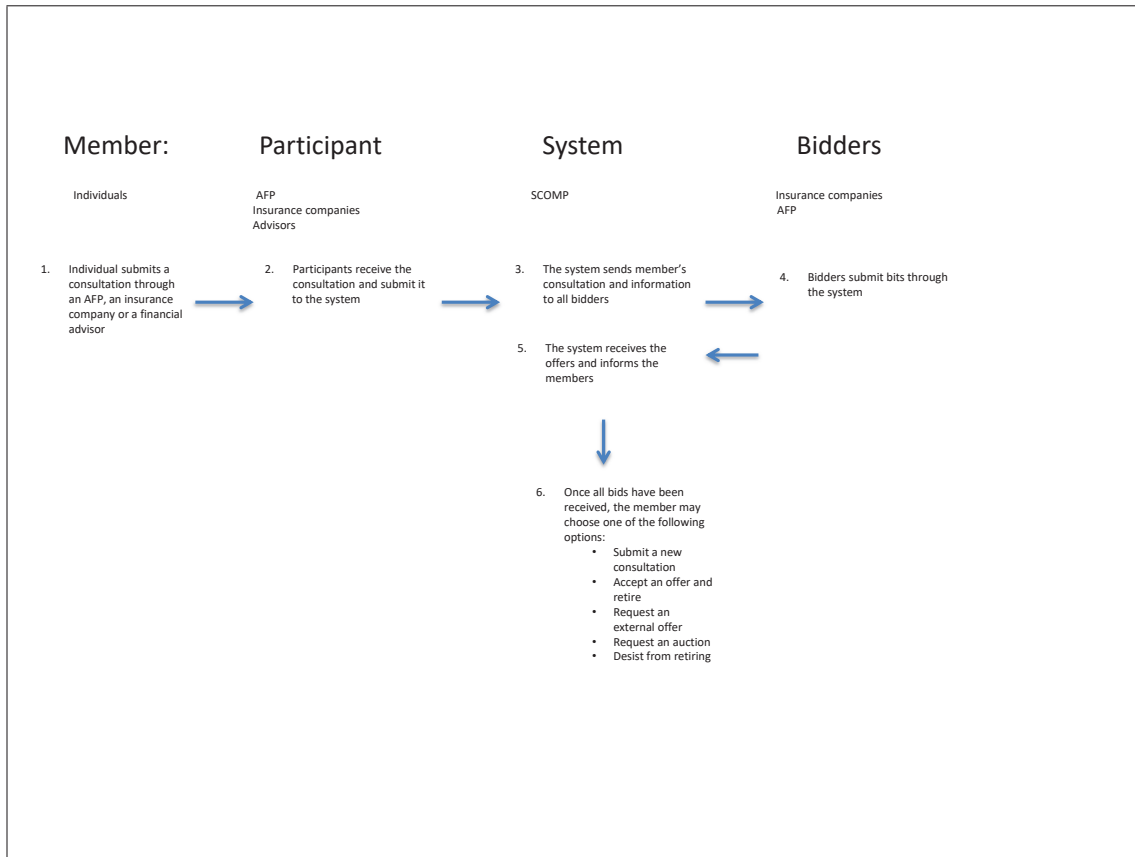 Member:
Participant
System
Bidders
Individuals
AFP
Insurance companies
Advisors
SCOMP
Insurance companies
AFP
1. Individual submits a
consultation through
an AFP, an insurance
company or a financial
advisor
2. Participants receive the
consultation and submit it
to the system
3. The system sends member's
consultation and information
to all bidders
4. Bidders submit bits through
the system
5. The system receives the
offers and informs the
members
6. Once all bids have been
received, the member may
choose one of the following
options:
• Submit a new
consultation
• Accept an offer and
retire
• Request an
external offer
• Request an auction
• Desist from retiring